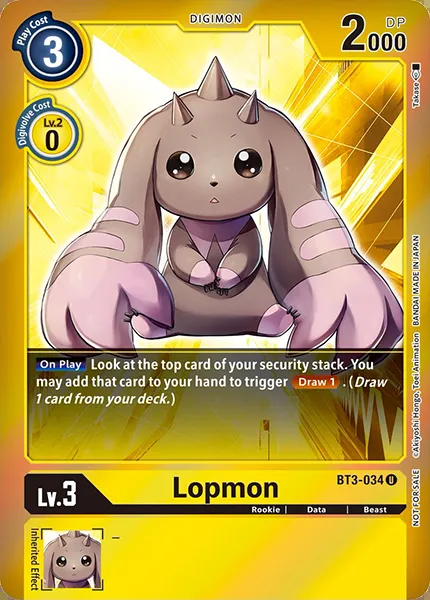 DIGIMON
Play Cost
3
DP
2000
Digivolve Cost
Lv.2
0
Takase
On Play Look at the top card of your security stack. You
may add that card to your hand to trigger Draw 1 . (Draw
1 card from your deck.)
BT3-034 U
Lv.3
Lopmon
Rookie | Data | Beast
Inherited Effect
–
NOT FOR SALE ©Akiyoshi Hongo, Toei Animation BANDAI MADE IN JAPAN